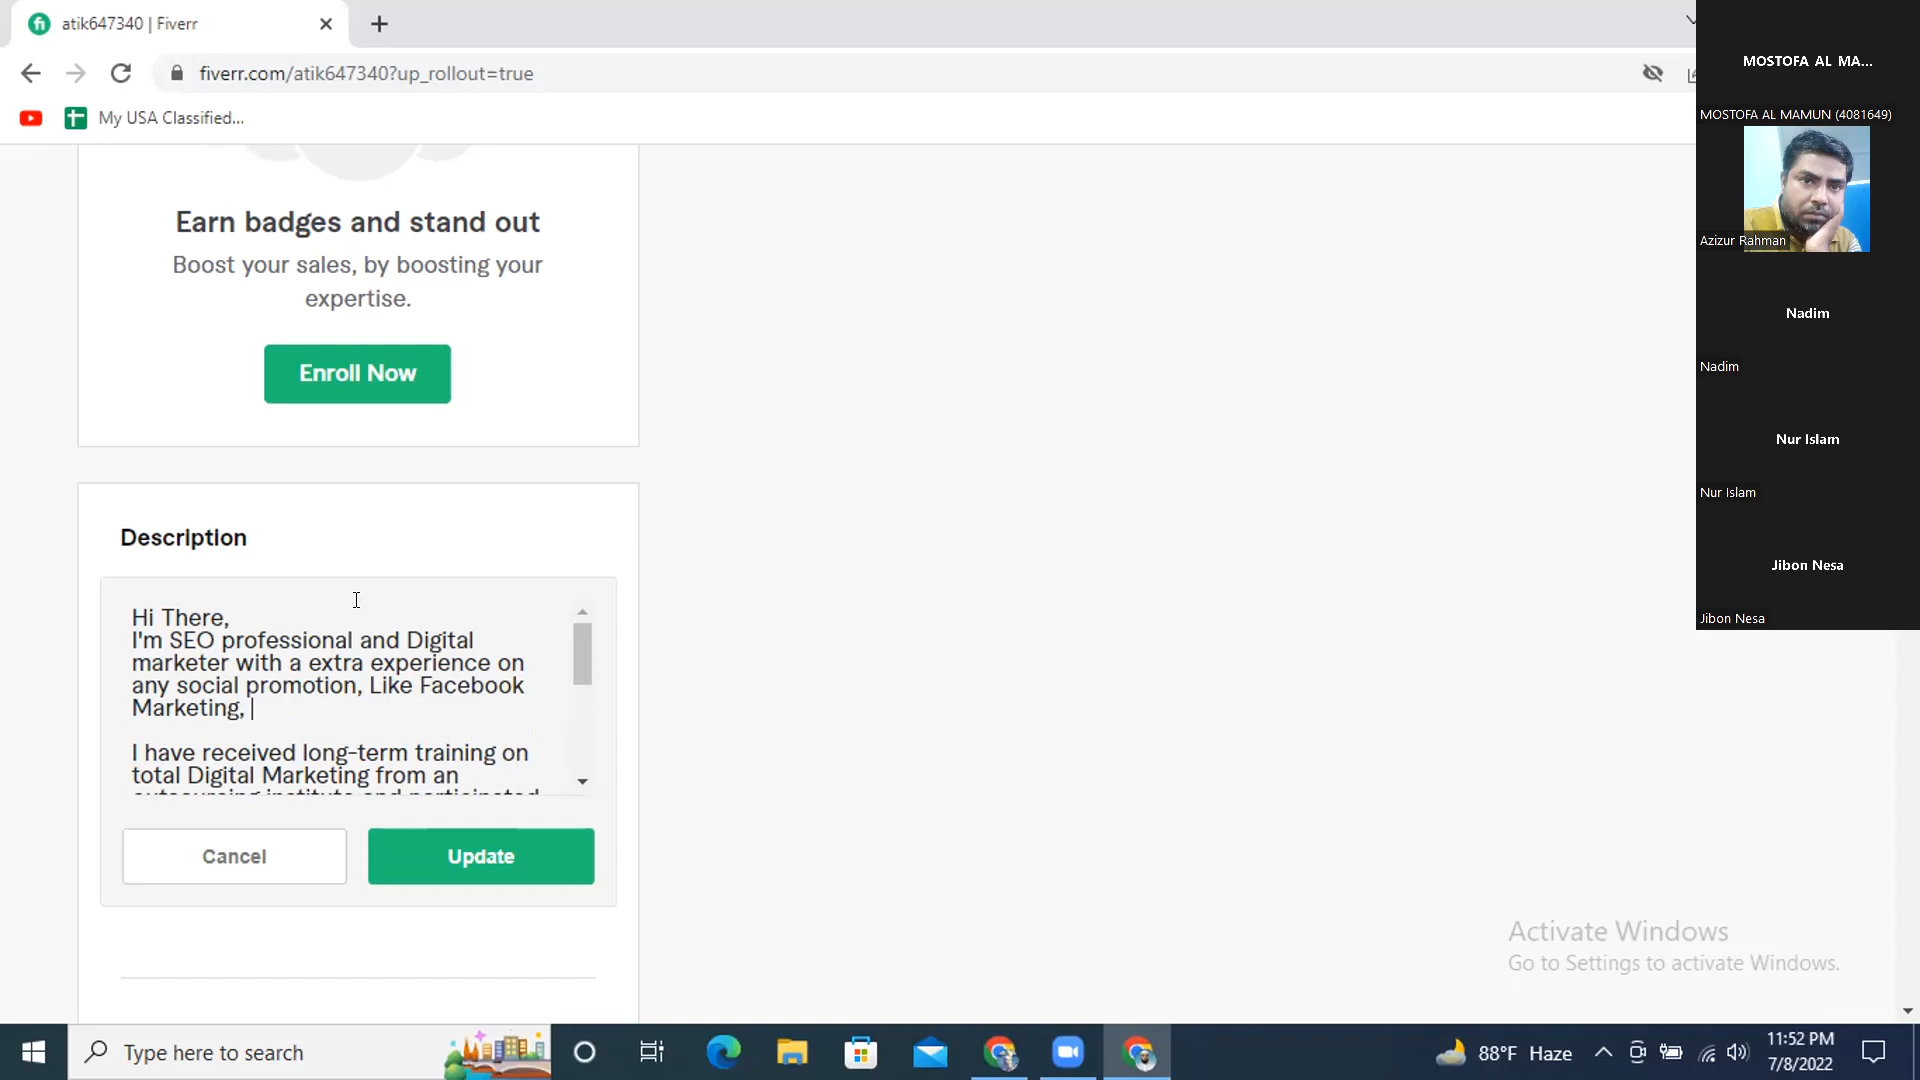 atik647340 | Fiverr
fiverr.com/atik647340?up_rollout=true
My USA Classified...
Earn badges and stand out
Boost your sales, by boosting your
expertise.
Enroll Now
Description
Hi There,
I'm SEO professional and Digital
marketer with a extra experience on
any social promotion, Like Facebook
Marketing,
I have received long-term training on
total Digital Marketing from an
outsourcing institute and participated
Cancel
Update
MOSTOFA AL MA...
MOSTOFA AL MAMUN (4081649)
Azizur Rahman
Nadim
Nadim
Nur Islam
Nur Islam
Jibon Nesa
Jibon Nesa
Activate Windows
Go to Settings to activate Windows.
Type here to search
88°F Haze
11:52 PM
7/8/2022